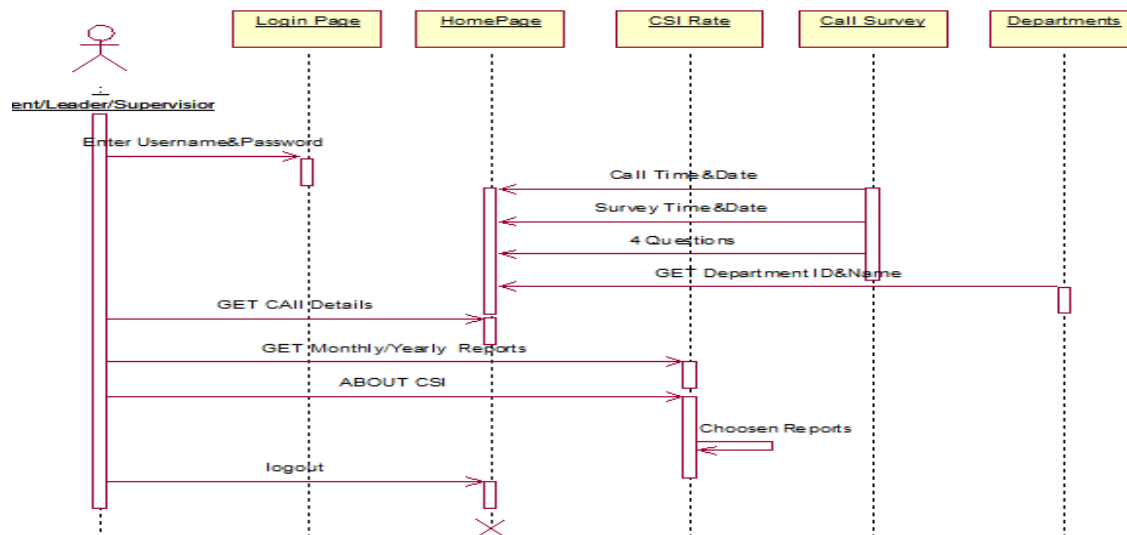 Login Page
HomePage
CSI Rate
Call Survey
Departments
:
ent/Leader/Supervisior
Enter Username&Password
Call Time&Date
Survey Time&Date
4 Questions
GET Department ID&Name
GET CAll Details
GET Monthly/Yearly Reports
ABOUT CSI
Choosen Reports
logout